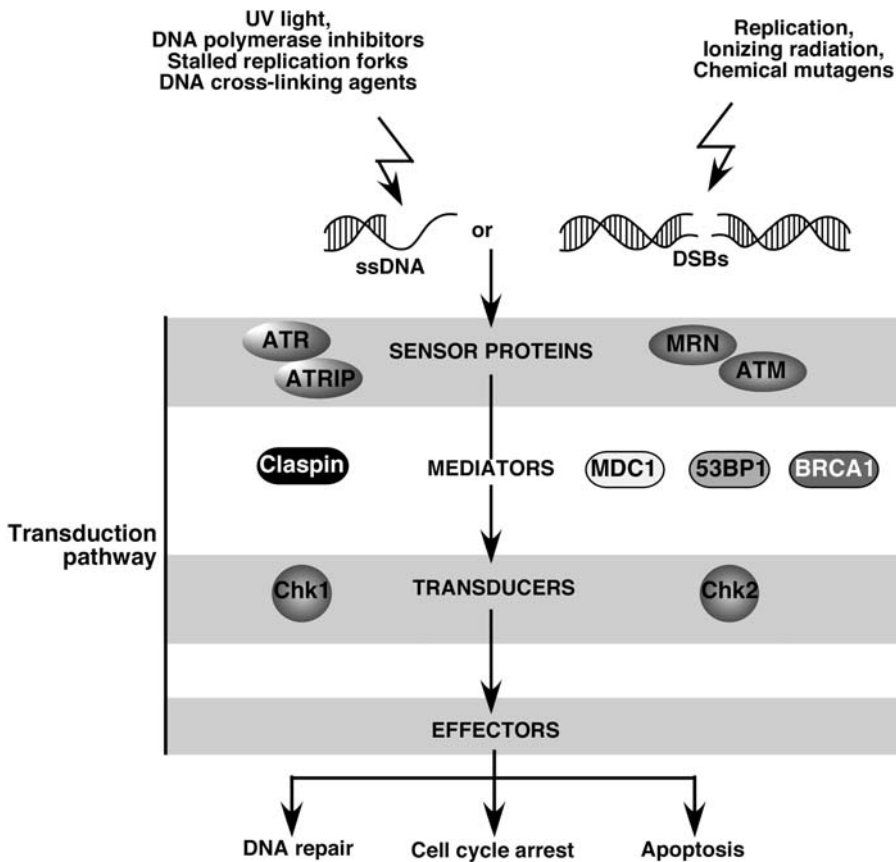 UV light,
DNA polymerase inhibitors
Stalled replication forks
DNA cross-linking agents
Replication,
Ionizing radiation,
Chemical mutagens
ssDNA
or
DSBs
ATR
ATRIP
SENSOR PROTEINS
MRN
ATM
Claspin
MEDIATORS
MDC1
53BP1
BRCA1
Transduction
pathway
Chk1
TRANSDUCERS
Chk2
EFFECTORS
DNA repair
Cell cycle arrest
Apoptosis